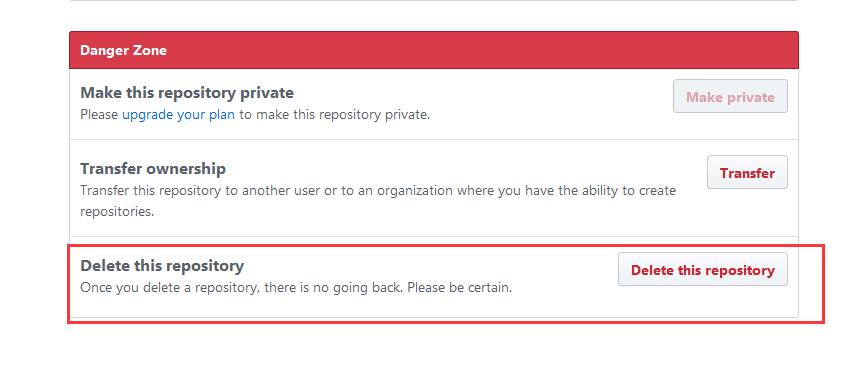 Danger Zone
Make this repository private
Make private
Please upgrade your plan to make this repository private.
Transfer ownership
Transfer
Transfer this repository to another user or to an organization where you have the ability to create
repositories.
Delete this repository
Delete this repository
Once you delete a repository, there is no going back. Please be certain.